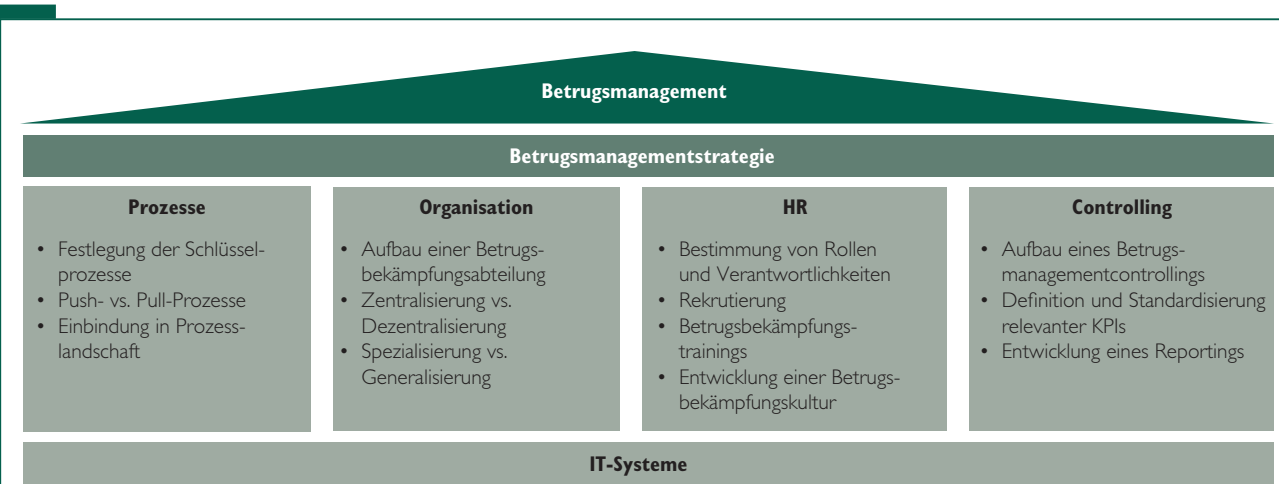 Betrugsmanagement
Betrugsmanagementstrategie
Prozesse
• Festlegung der Schlüssel-
prozesse
• Push- vs. Pull-Prozesse
• Einbindung in Prozess-
landschaft
Organisation
• Aufbau einer Betrugs-
bekämpfungsabteilung
• Zentralisierung vs.
Dezentralisierung
• Spezialisierung vs.
Generalisierung
HR
• Bestimmung von Rollen
und Verantwortlichkeiten
• Rekrutierung
• Betrugsbekämpfungs-
trainings
• Entwicklung einer Betrugs-
bekämpfungskultur
Controlling
• Aufbau eines Betrugs-
managementcontrollings
• Definition und Standardisierung
relevanter KPIs
• Entwicklung eines Reportings
IT-Systeme